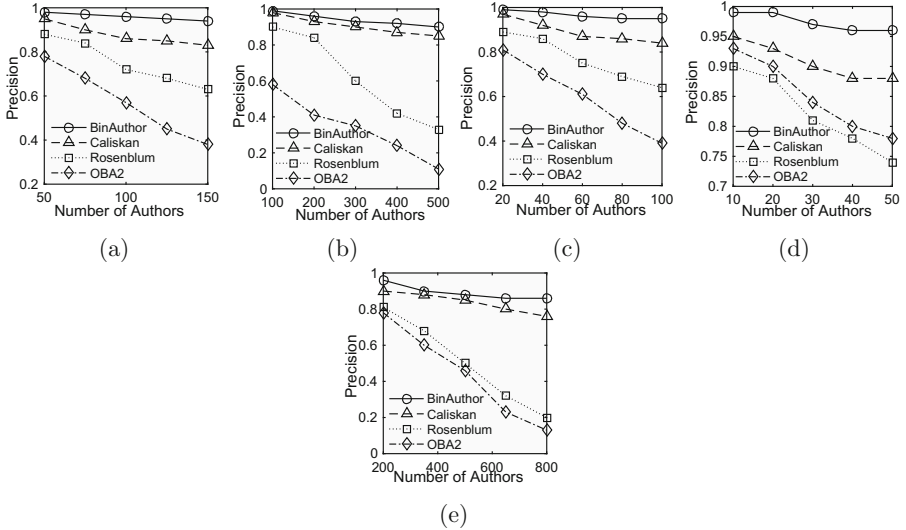 1
0.8
0.6
0.4
0.2
Precision
BinAuthor
Caliskan
Rosenblum
OBA2
50
100
150
Number of Authors
(a)
1
0.8
0.6
0.4
0.2
0
Precision
BinAuthor
Caliskan
Rosenblum
OBA2
100
200
300
400
500
Number of Authors
(b)
1
0.8
0.6
0.4
0.2
Precision
BinAuthor
Caliskan
Rosenblum
OBA2
20
40
60
80
100
Number of Authors
(c)
0.95
0.9
0.85
0.8
0.75
0.7
Precision
BinAuthor
Caliskan
Rosenblum
OBA2
10
20
30
40
50
Number of Authors
(d)
1
0.8
0.6
0.4
0.2
0
Precision
BinAuthor
Caliskan
Rosenblum
OBA2
200
400
600
800
Number of Authors
(e)